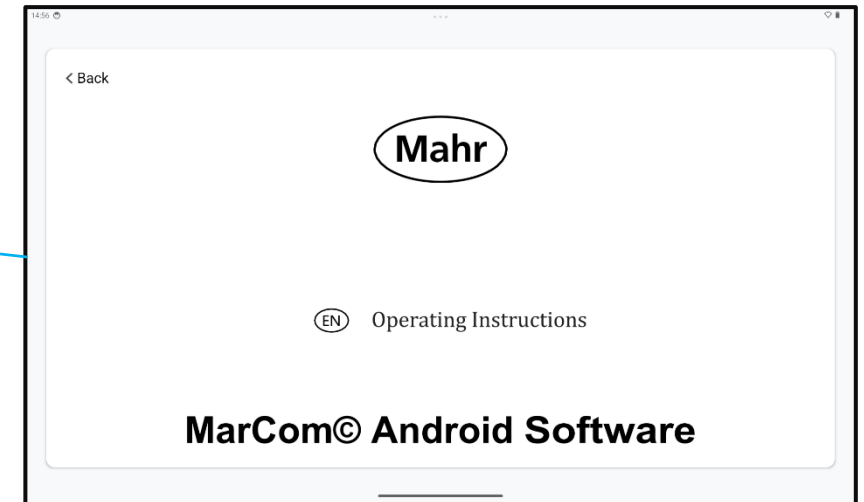 14:56
< Back
Mahr
EN Operating Instructions
MarCom© Android Software